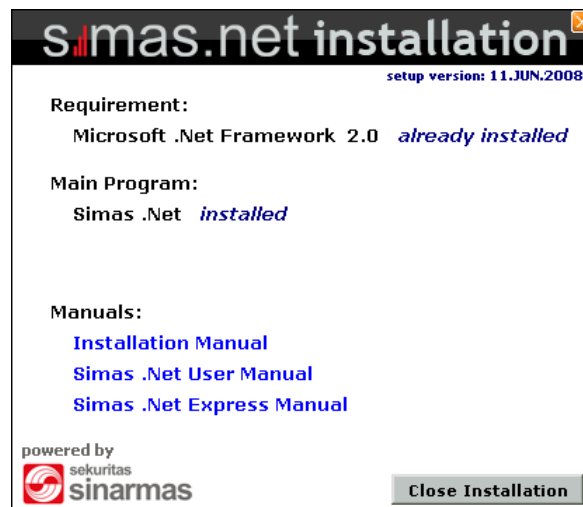 simas.net installation
setup version: 11.JUN.2008
Requirement:
Microsoft .Net Framework 2.0 already installed
Main Program:
Simas .Net installed
Manuals:
Installation Manual
Simas .Net User Manual
Simas .Net Express Manual
powered by
sekuritas
sinarmas
Close Installation